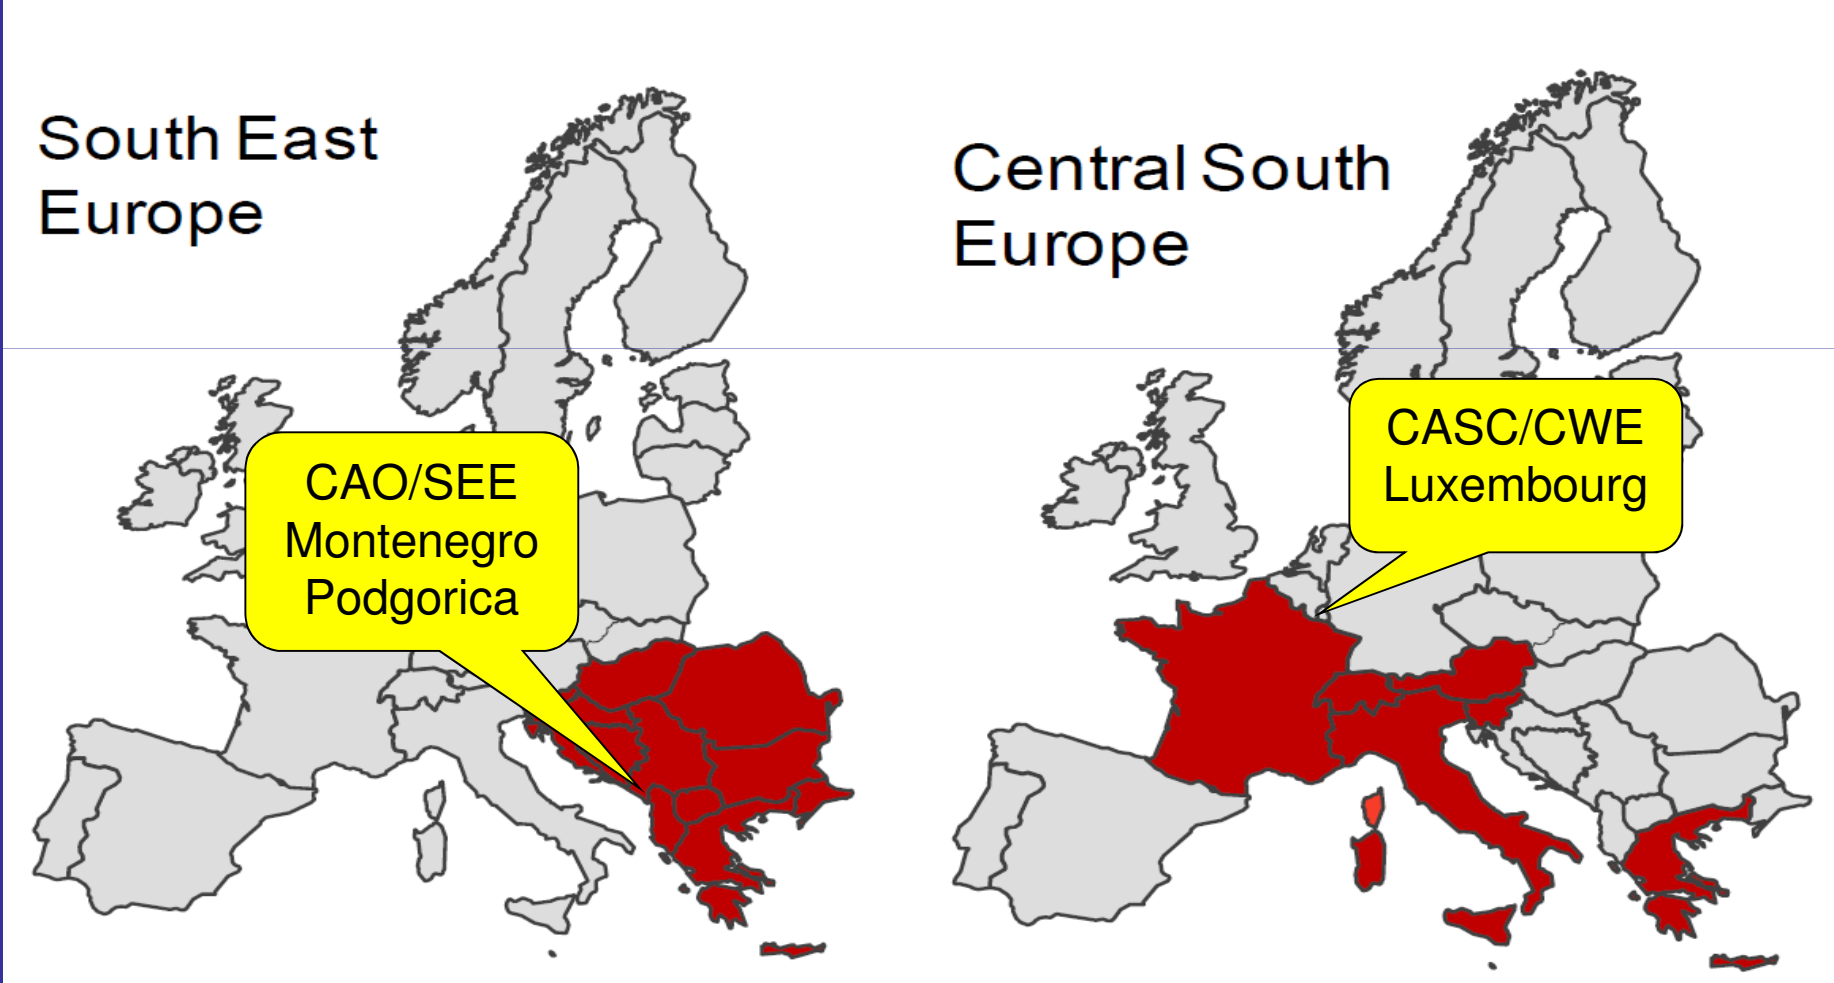 South East
Europe
CAO/SEE
Montenegro
Podgorica
Central South
Europe
CASC/CWE
Luxembourg